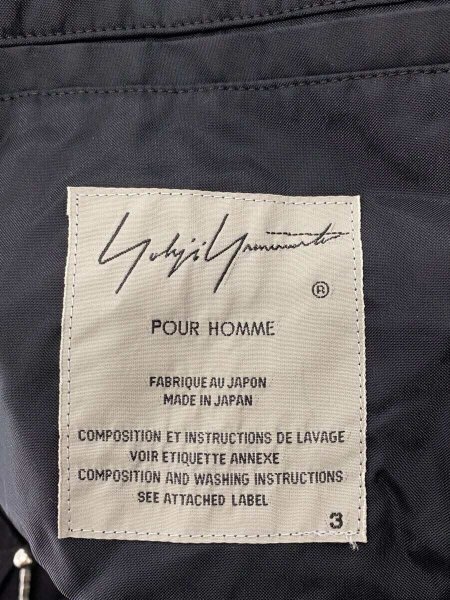 Yohji Yamamoto
®
POUR HOMME
FABRIQUE AU JAPON
MADE IN JAPAN
COMPOSITION ET INSTRUCTIONS DE LAVAGE
VOIR ETIQUETTE ANNEXE
COMPOSITION AND WASHING INSTRUCTIONS
SEE ATTACHED LABEL
3